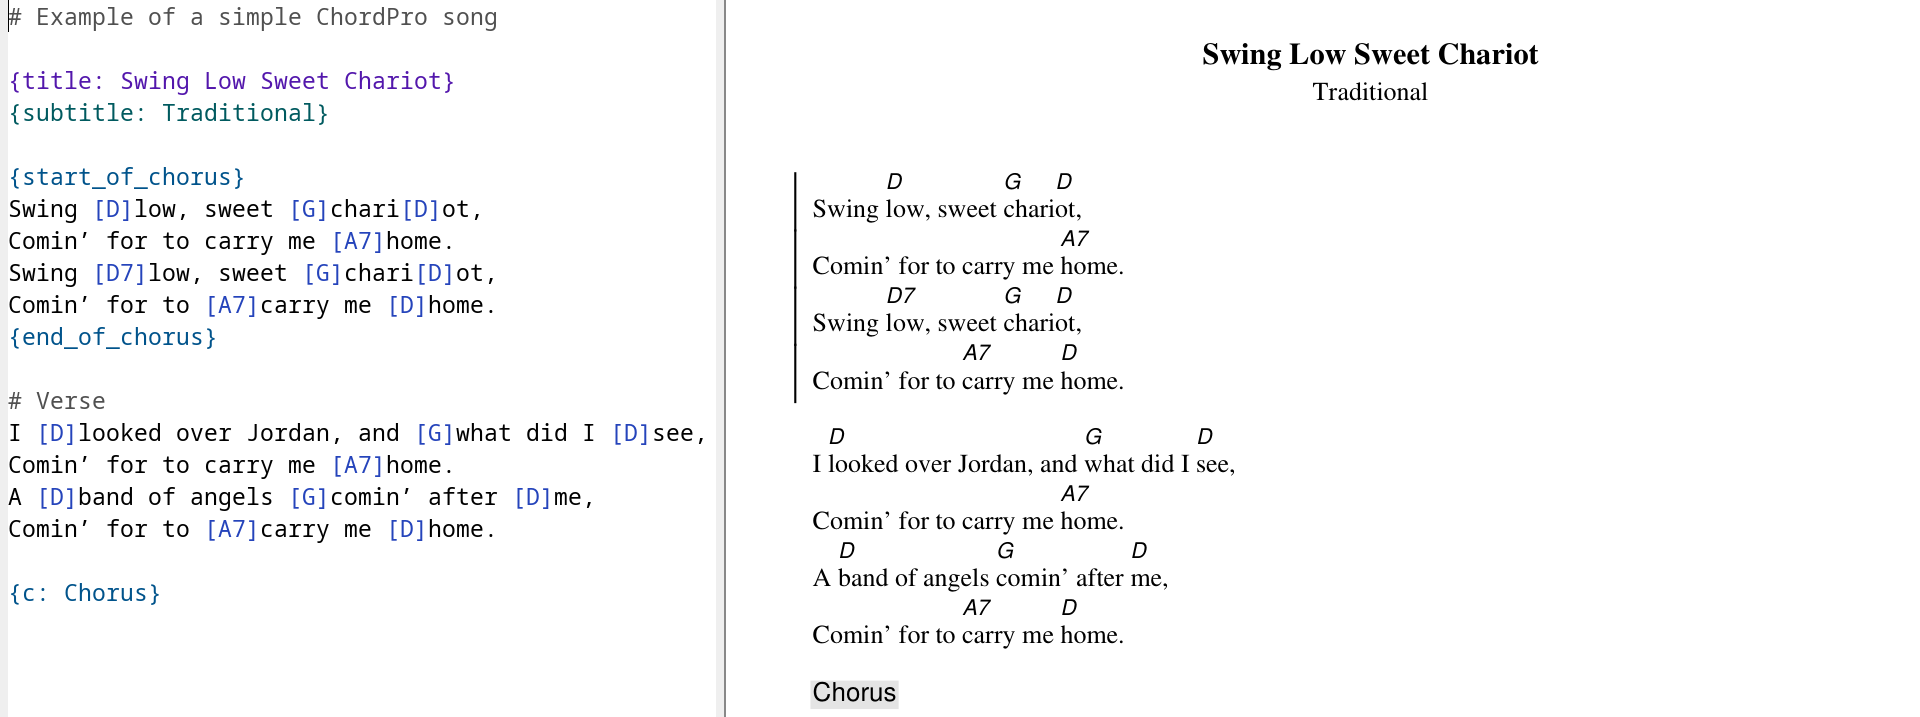 # Example of a simple ChordPro song
{title: Swing Low Sweet Chariot}
{subtitle: Traditional}
{start_of_chorus}
Swing [D]low, sweet [G]chari[D]ot,
Comin’ for to carry me [A7]home.
Swing [D7]low, sweet [G]chari[D]ot,
Comin’ for to [A7]carry me [D]home.
{end_of_chorus}
# Verse
I [D]looked over Jordan, and [G]what did I [D]see,
Comin’ for to carry me [A7]home.
A [D]band of angels [G]comin’ after [D]me,
Comin’ for to [A7]carry me [D]home.
{c: Chorus}
Swing Low Sweet Chariot
Traditional
D G D
Swing low, sweet chariot,
A7
Comin’ for to carry me home.
D7 G D
Swing low, sweet chariot,
A7 D
Comin’ for to carry me home.
D G D
I looked over Jordan, and what did I see,
A7
Comin’ for to carry me home.
D G D
A band of angels comin’ after me,
A7 D
Comin’ for to carry me home.
Chorus